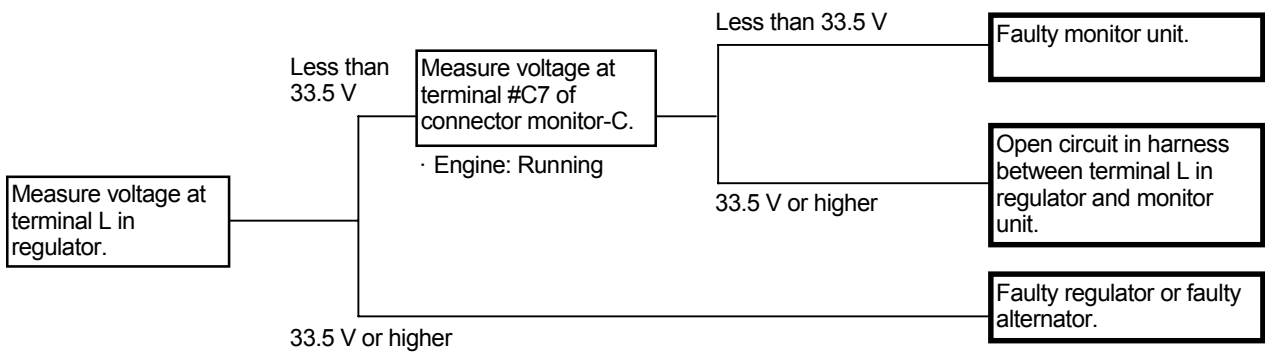 Measure voltage at
terminal L in
regulator.
Less than
33.5 V
Measure voltage at
terminal #C7 of
connector monitor-C.
· Engine: Running
Less than 33.5 V
Faulty monitor unit.
33.5 V or higher
Open circuit in harness
between terminal L in
regulator and monitor
unit.
33.5 V or higher
Faulty regulator or faulty
alternator.